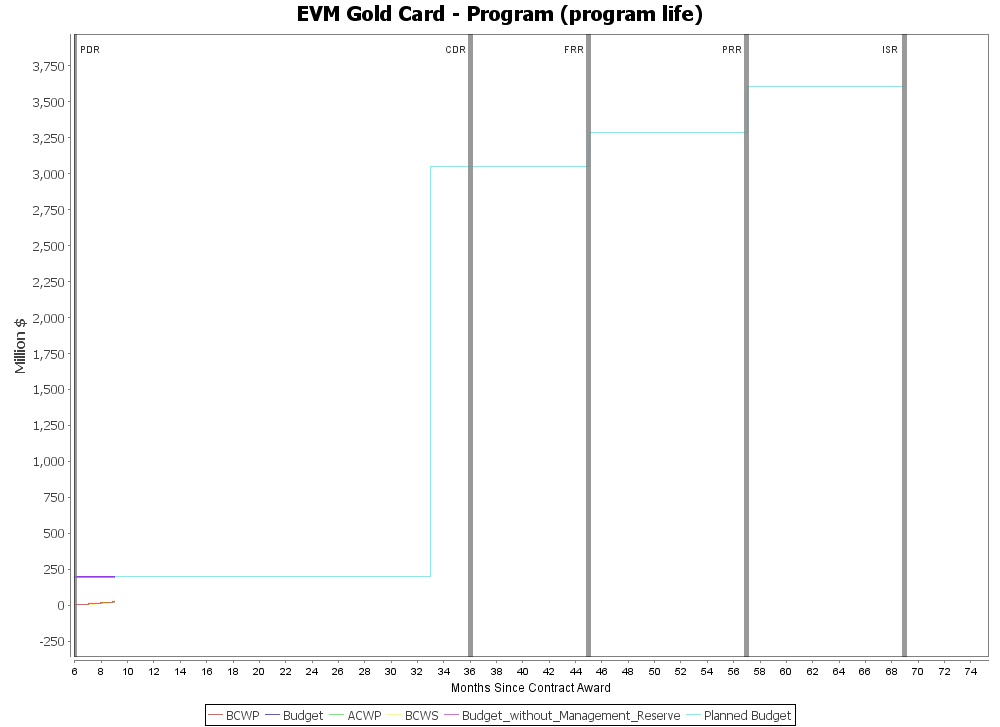 EVM Gold Card - Program (program life)
PDR
CDR
FRR
PRR
ISR
3,750
3,500
3,250
3,000
2,750
2,500
2,250
2,000
1,750
1,500
1,250
1,000
750
500
250
0
-250
Million $
6 8 10 12 14 16 18 20 22 24 26 28 30 32 34 36 38 40 42 44 46 48 50 52 54 56 58 60 62 64 66 68 70 72 74
Months Since Contract Award
BCWP Budget ACWP BCWS Budget_without_Management_Reserve Planned Budget